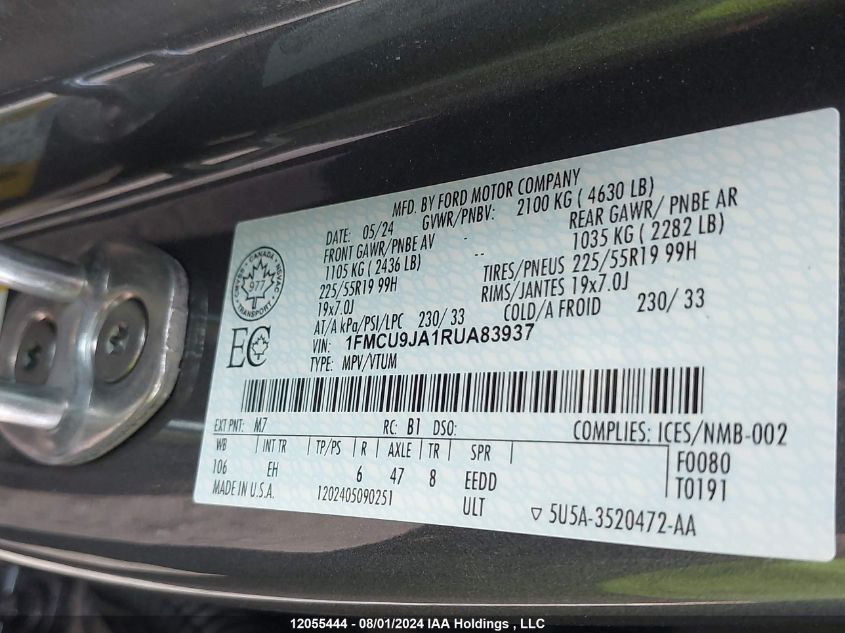 MFD. BY FORD MOTOR COMPANY
DATE: 05/24 GVWR/PNBV: 2100 KG ( 4630 LB)
FRONT GAWR/PNBE AV - REAR GAWR/ PNBE AR
1105 KG ( 2436 LB) -- 1035 KG ( 2282 LB)
225/55R19 99H TIRES/PNEUS 225/55R19 99H
19x7.0J RIMS/JANTES 19x7.0J
AT/A kPa/PSI/LPC 230/ 33 COLD/A FROID 230/ 33
VIN: 1FMCU9JA1RUA83937
TYPE: MPV/VTUM
CANADA
TRANSPORT
977
EC
EXT PNT: M7 RC: B1 DSO: COMPLIES: ICES/NMB-002
WB INT TR TP/PS R AXLE TR SPR F0080
106 EH 6 47 8 EEDD T0191
MADE IN U.S.A. 1202405090251 ULT ▽ 5U5A-3520472-AA
12055444 - 08/01/2024 IAA Holdings , LLC